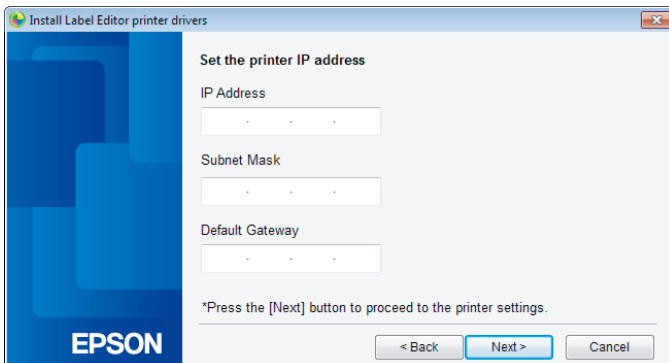 Install Label Editor printer drivers
Set the printer IP address
IP Address
. . .
Subnet Mask
. . .
Default Gateway
. . .
*Press the [Next] button to proceed to the printer settings.
EPSON
< Back Next > Cancel